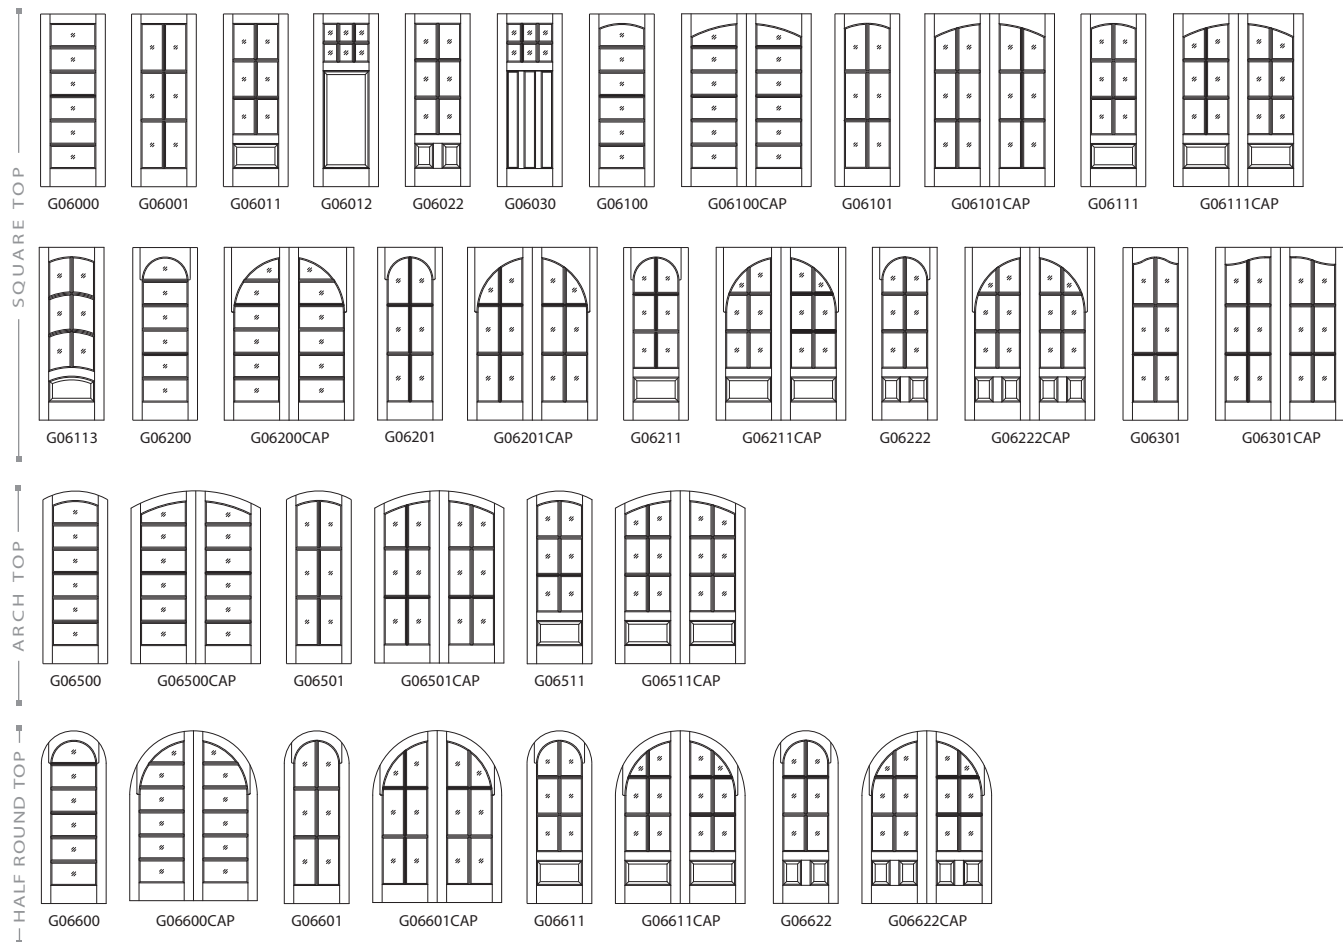 SQUARE TOP
G06000 G06001 G06011 G06012 G06022 G06030 G06100 G06100CAP G06101 G06101CAP G06111 G06111CAP
G06113 G06200 G06200CAP G06201 G06201CAP G06211 G06211CAP G06222 G06222CAP G06301 G06301CAP
ARCH TOP
G06500 G06500CAP G06501 G06501CAP G06511 G06511CAP
HALF ROUND TOP
G06600 G06600CAP G06601 G06601CAP G06611 G06611CAP G06622 G06622CAP